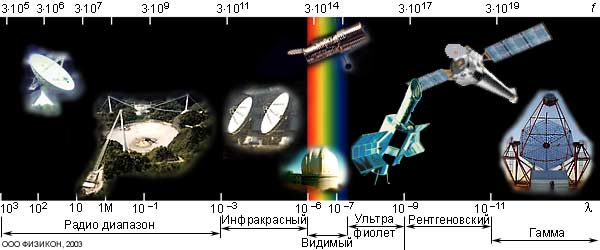 3·10⁵ 3·10⁶ 3·10⁷ 3·10⁹ 3·10¹¹ 3·10¹⁴ 3·10¹⁷ 3·10¹⁹ f
10³ 10² 10 1М 10⁻¹ 10⁻³ 10⁻⁶ 10⁻⁷ 10⁻⁹ 10⁻¹¹ λ
Радио диапазон Инфракрасный Видимый Ультра фиолет Рентгеновский Гамма
ООО ФИЗИКОН, 2003